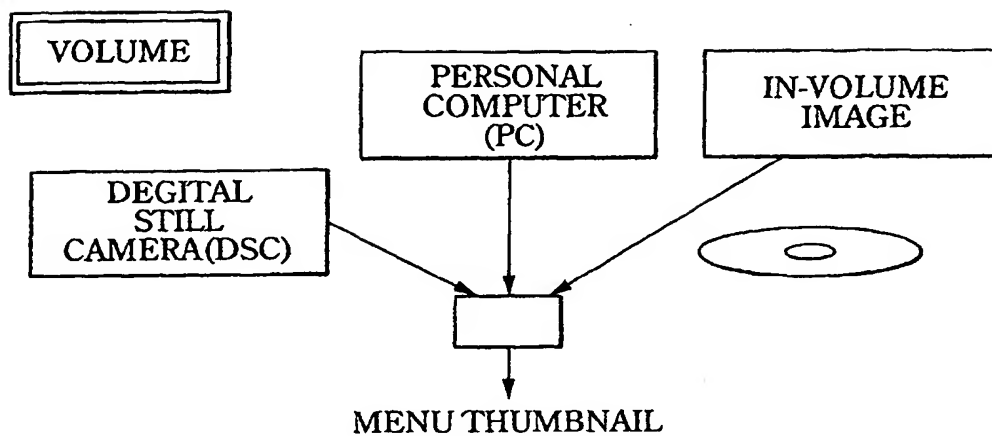 VOLUME
PERSONAL
COMPUTER
(PC)
IN-VOLUME
IMAGE
DEGITAL
STILL
CAMERA(DSC)
MENU THUMBNAIL